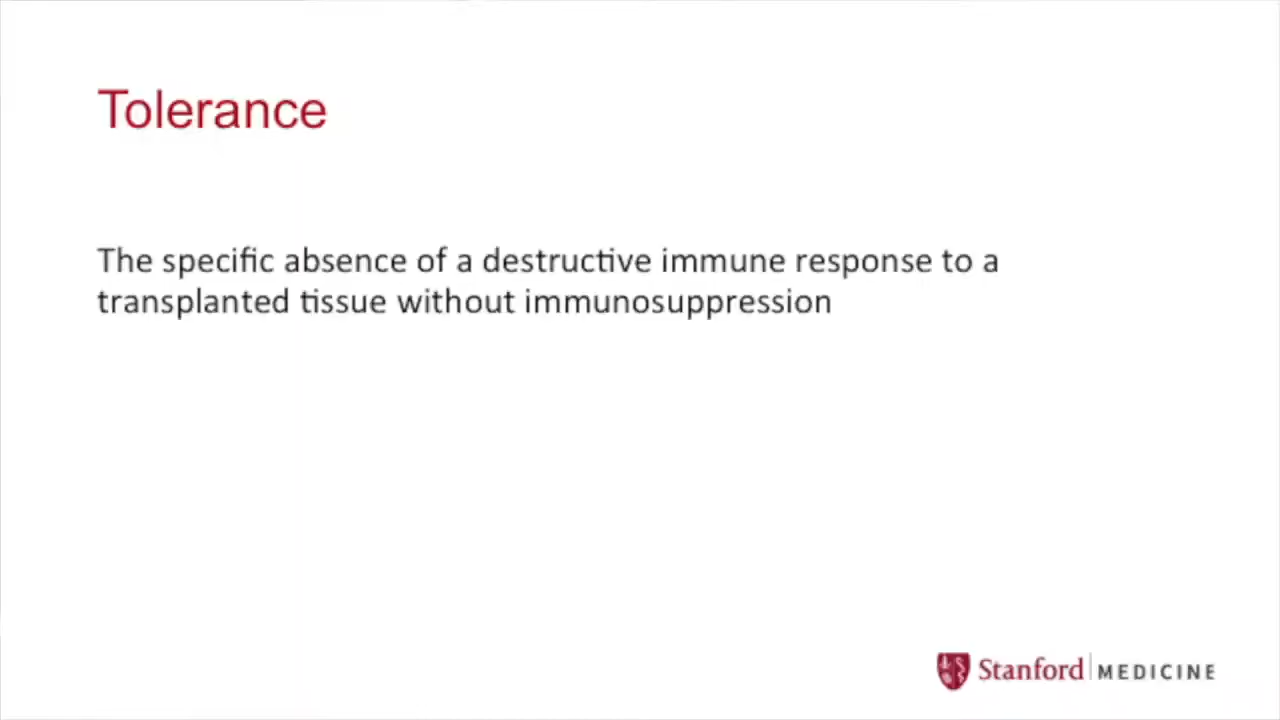 Tolerance
The specific absence of a destructive immune response to a
transplanted tissue without immunosuppression
Stanford MEDICINE